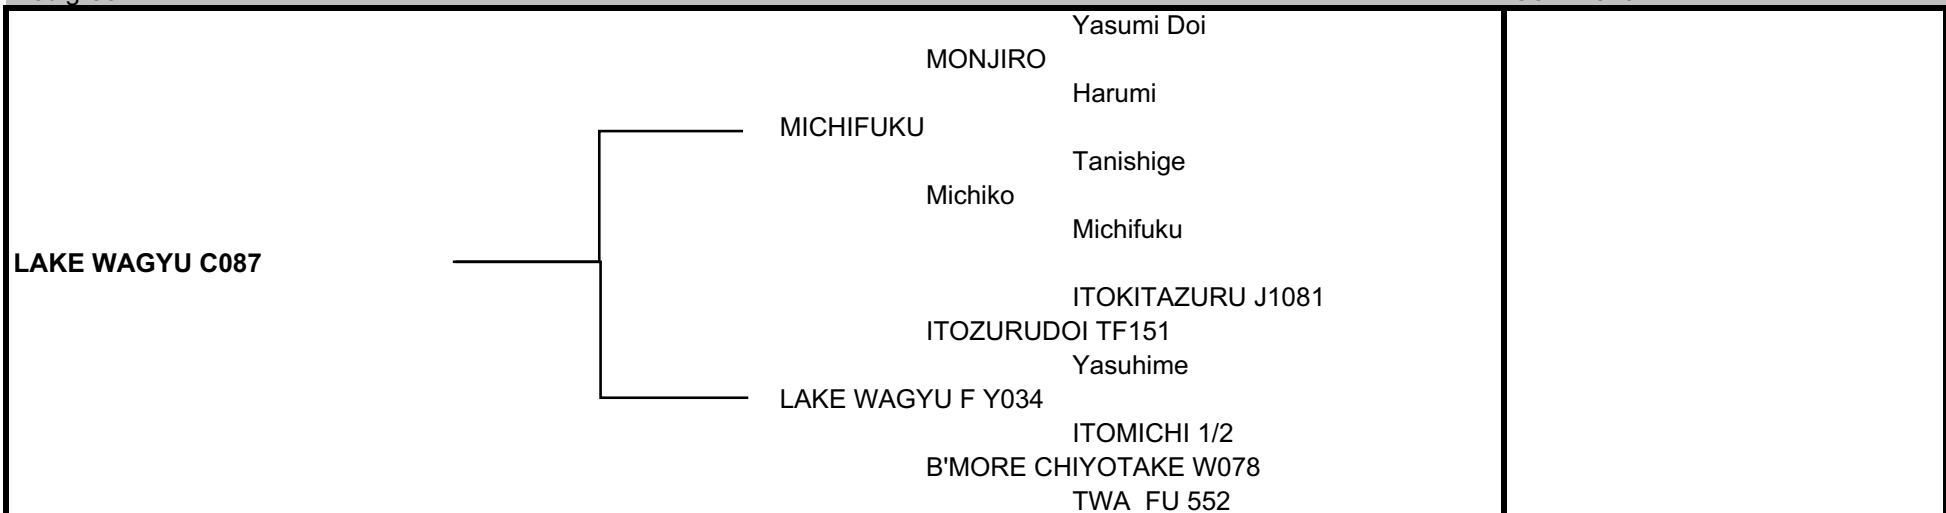 Yasumi Doi
MONJIRO
Harumi
MICHIFUKU
Tanishige
Michiko
Michifuku
LAKE WAGYU C087
ITOKITAZURU J1081
ITOZURUDOI TF151
Yasuhime
LAKE WAGYU F Y034
ITOMICHI 1/2
B'MORE CHIYOTAKE W078
TWA FU 552